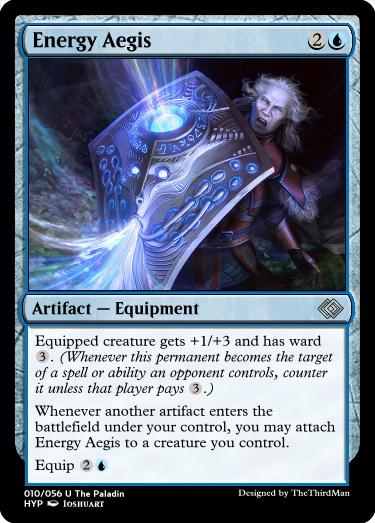 Energy Aegis 2
Artifact — Equipment
Equipped creature gets +1/+3 and has ward
3. (Whenever this permanent becomes the target
of a spell or ability an opponent controls, counter
it unless that player pays 3.)
Whenever another artifact enters the
battlefield under your control, you may attach
Energy Aegis to a creature you control.
Equip 2
010/056 U The Paladin
HYP IOSHUART
Designed by TheThirdMan